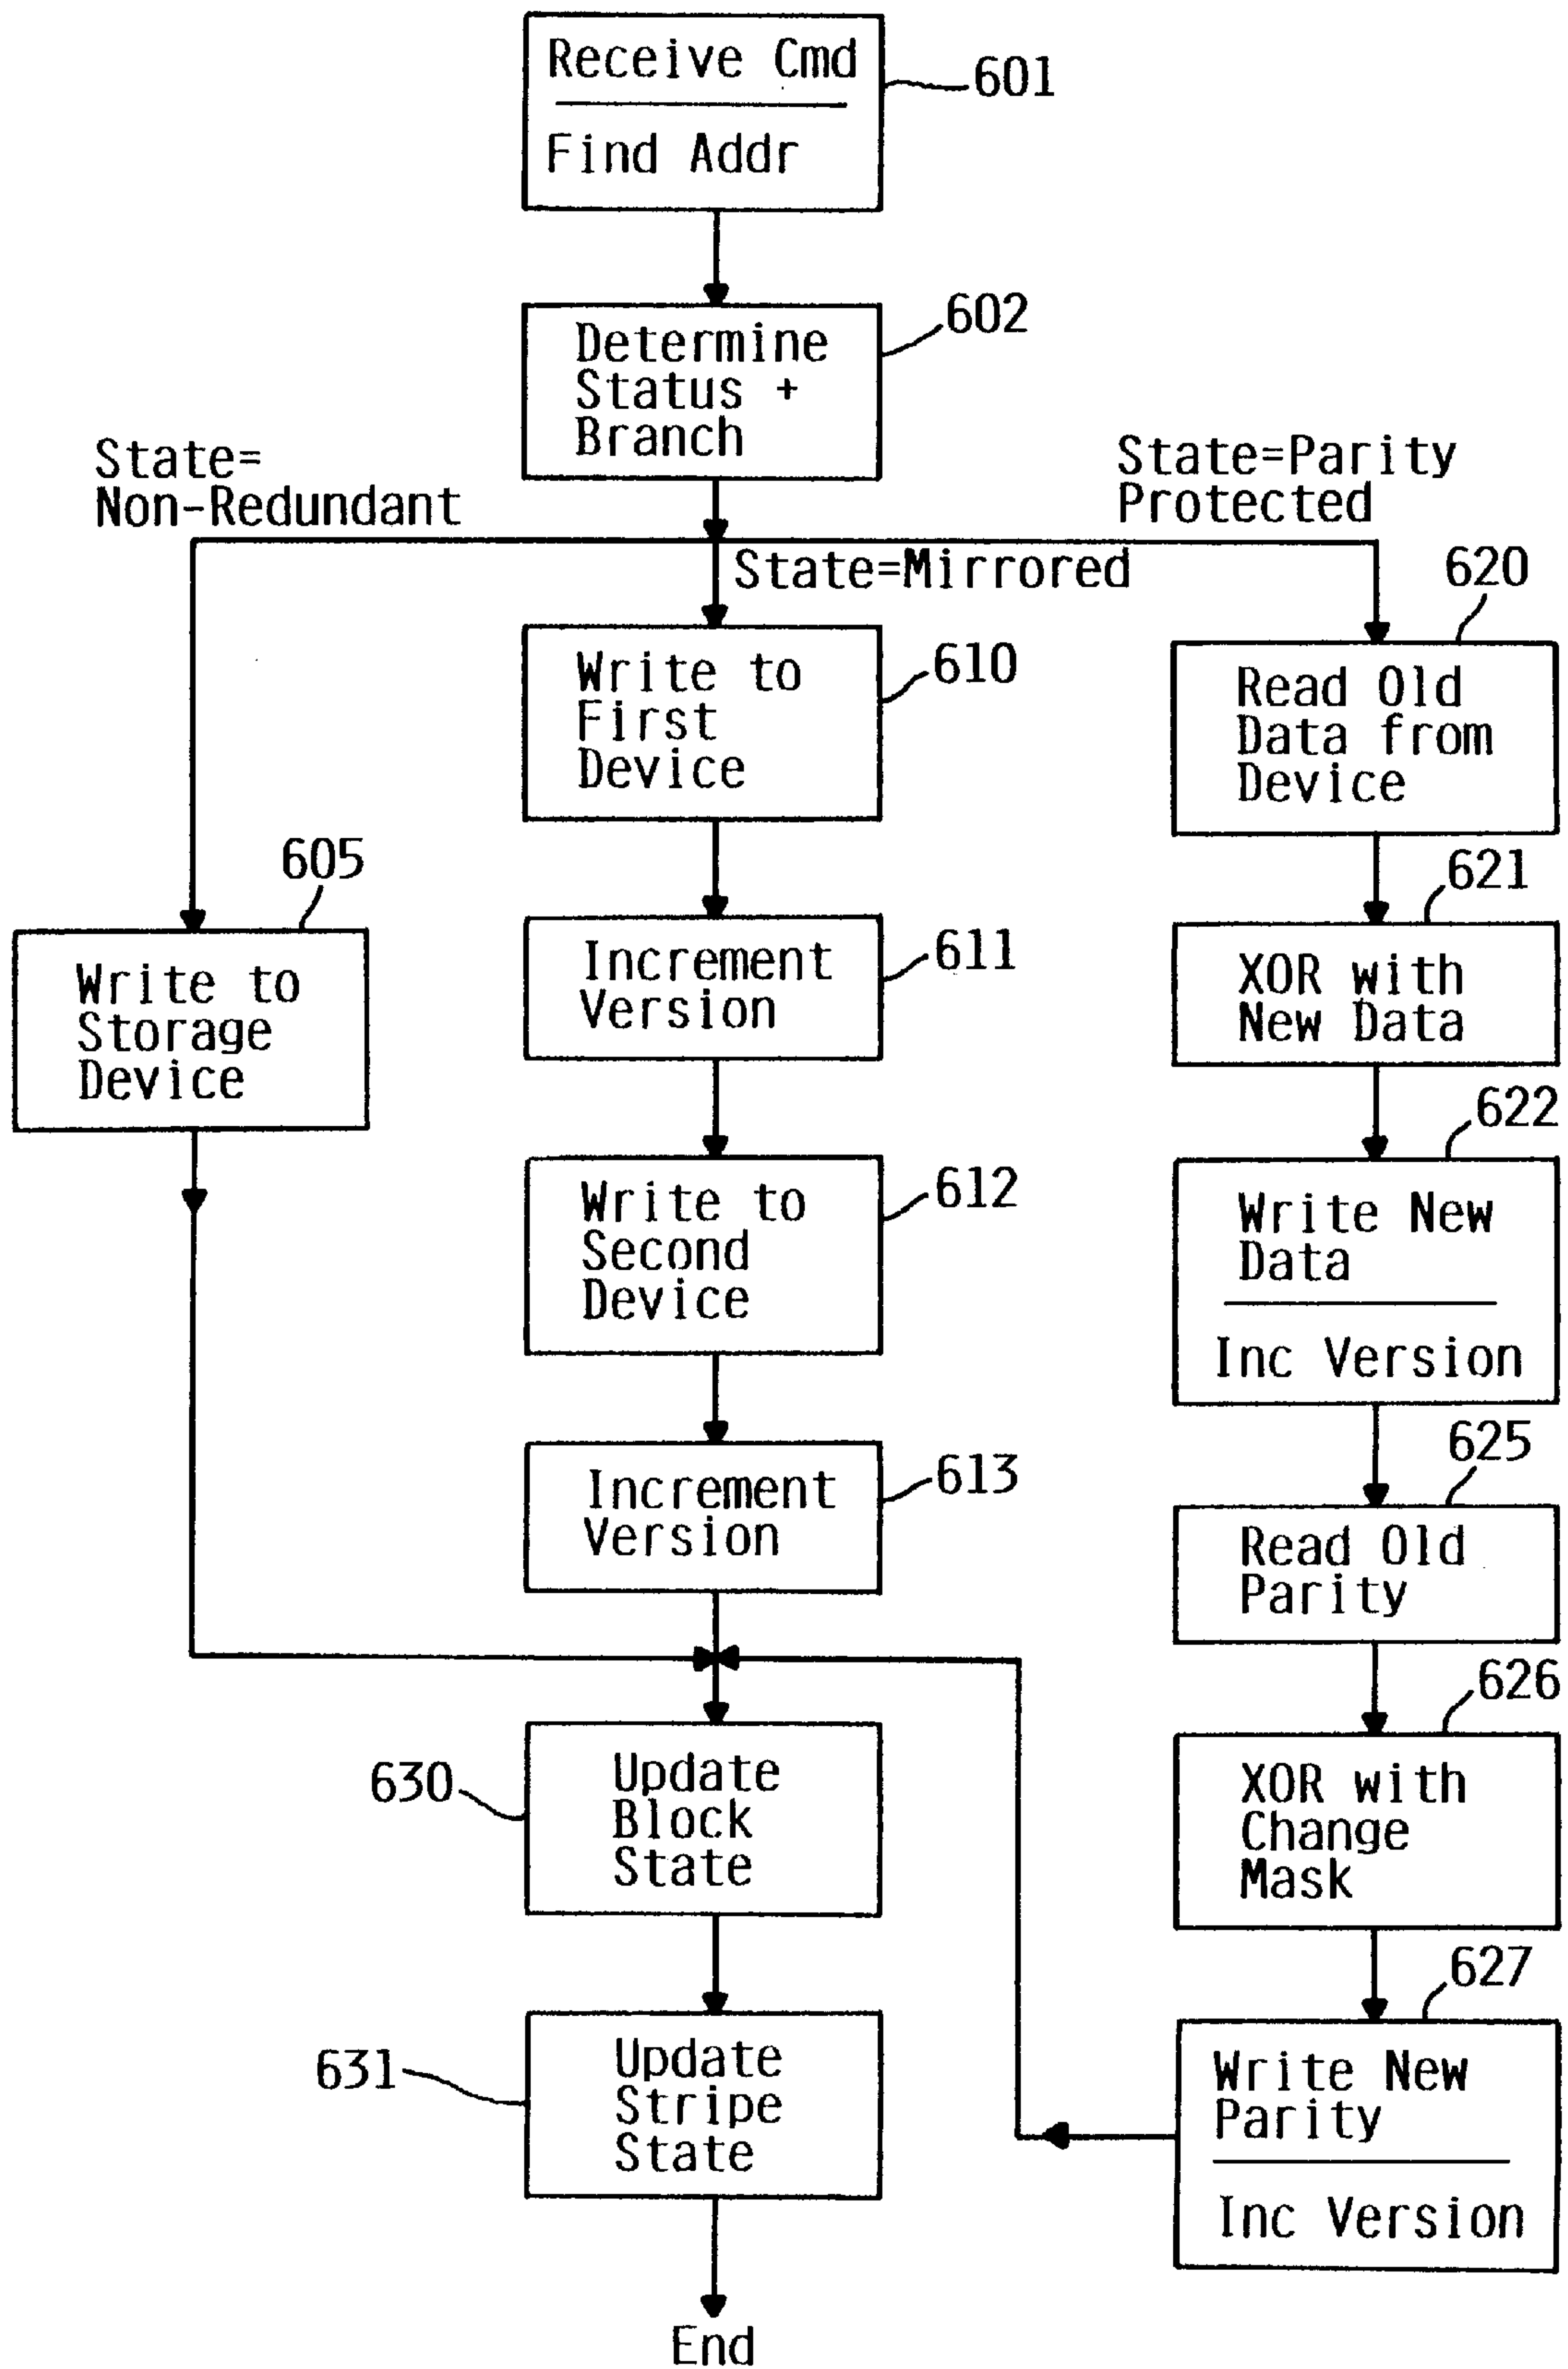 Receive Cmd
Find Addr
601
Determine
Status +
Branch
602
State=
Non-Redundant
State=Mirrored
State=Parity
Protected
605
Write to
Storage
Device
610
Write to
First
Device
611
Increment
Version
612
Write to
Second
Device
613
Increment
Version
620
Read Old
Data from
Device
621
XOR with
New Data
622
Write New
Data
Inc Version
625
Read Old
Parity
626
XOR with
Change
Mask
627
Write New
Parity
Inc Version
630
Update
Block
State
631
Update
Stripe
State
End